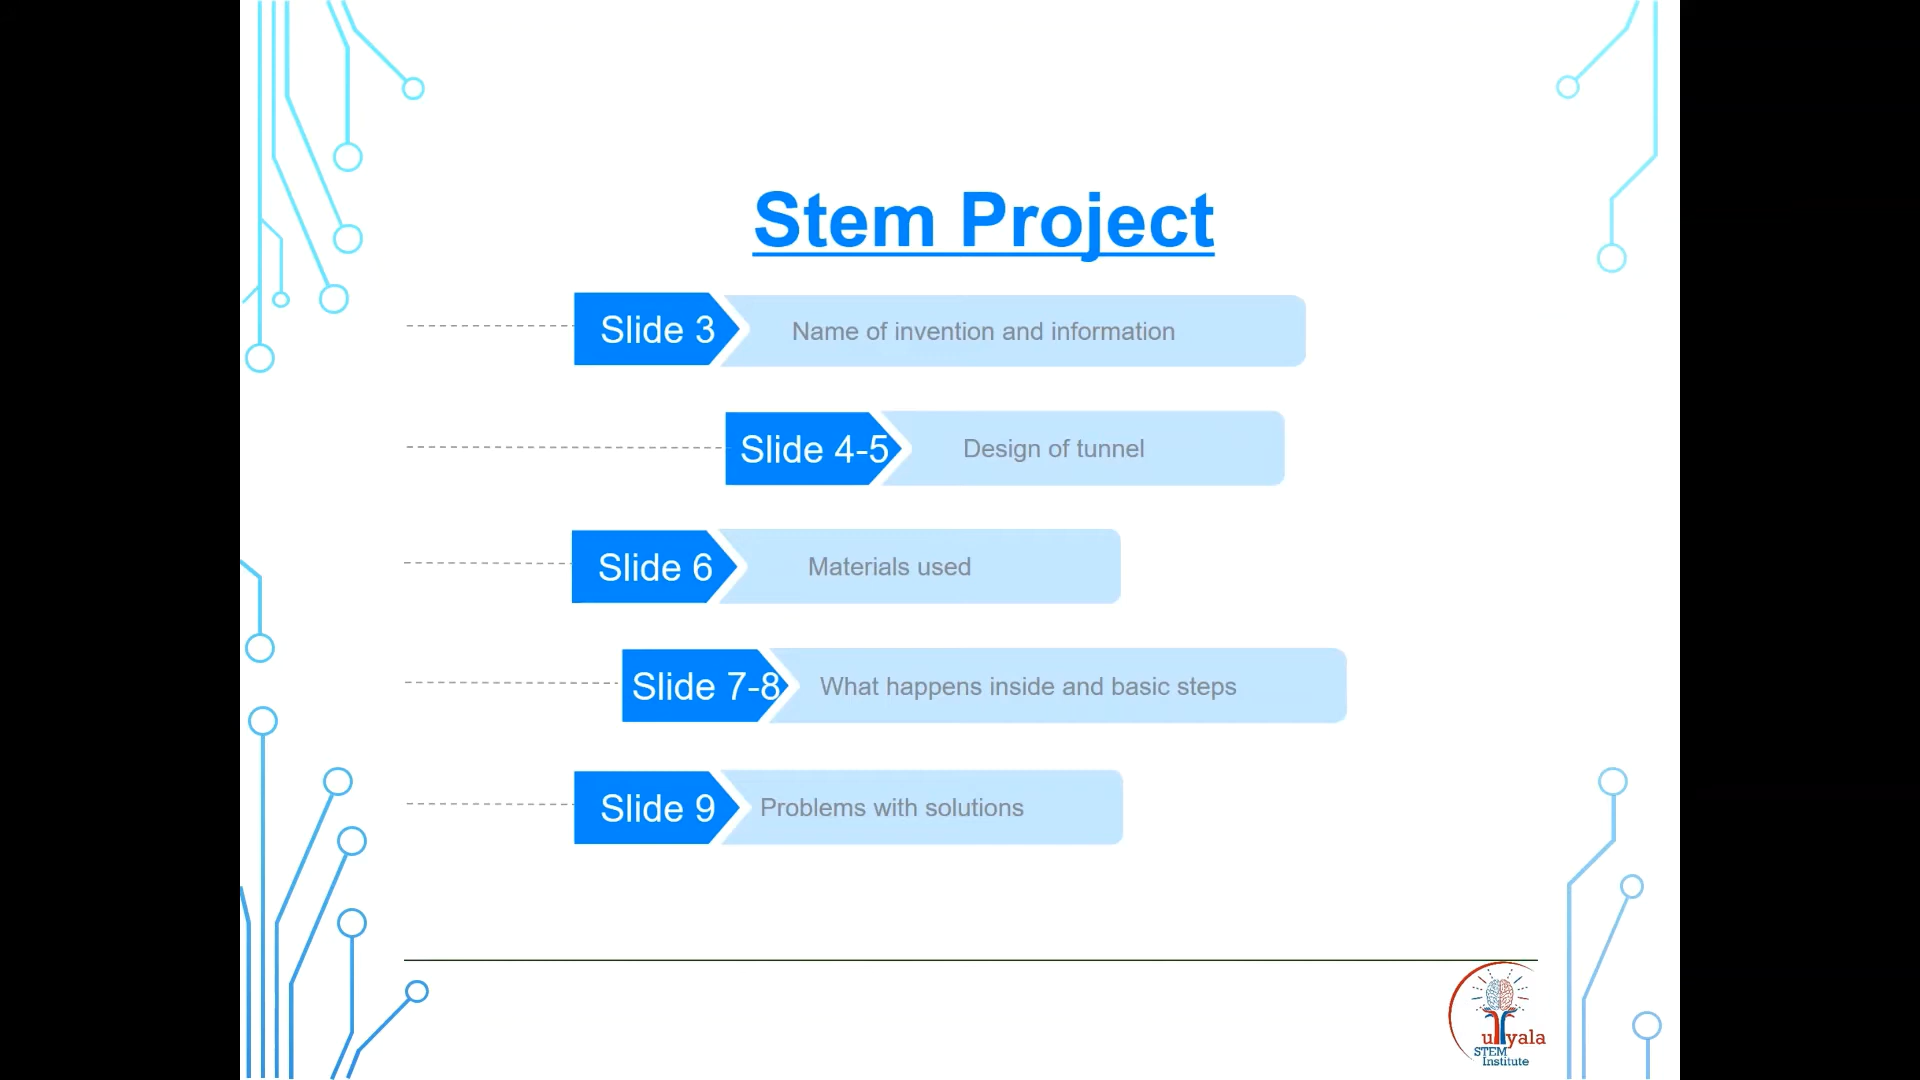 Stem Project
Slide 3 Name of invention and information
Slide 4-5 Design of tunnel
Slide 6 Materials used
Slide 7-8 What happens inside and basic steps
Slide 9 Problems with solutions
STEM
Institute